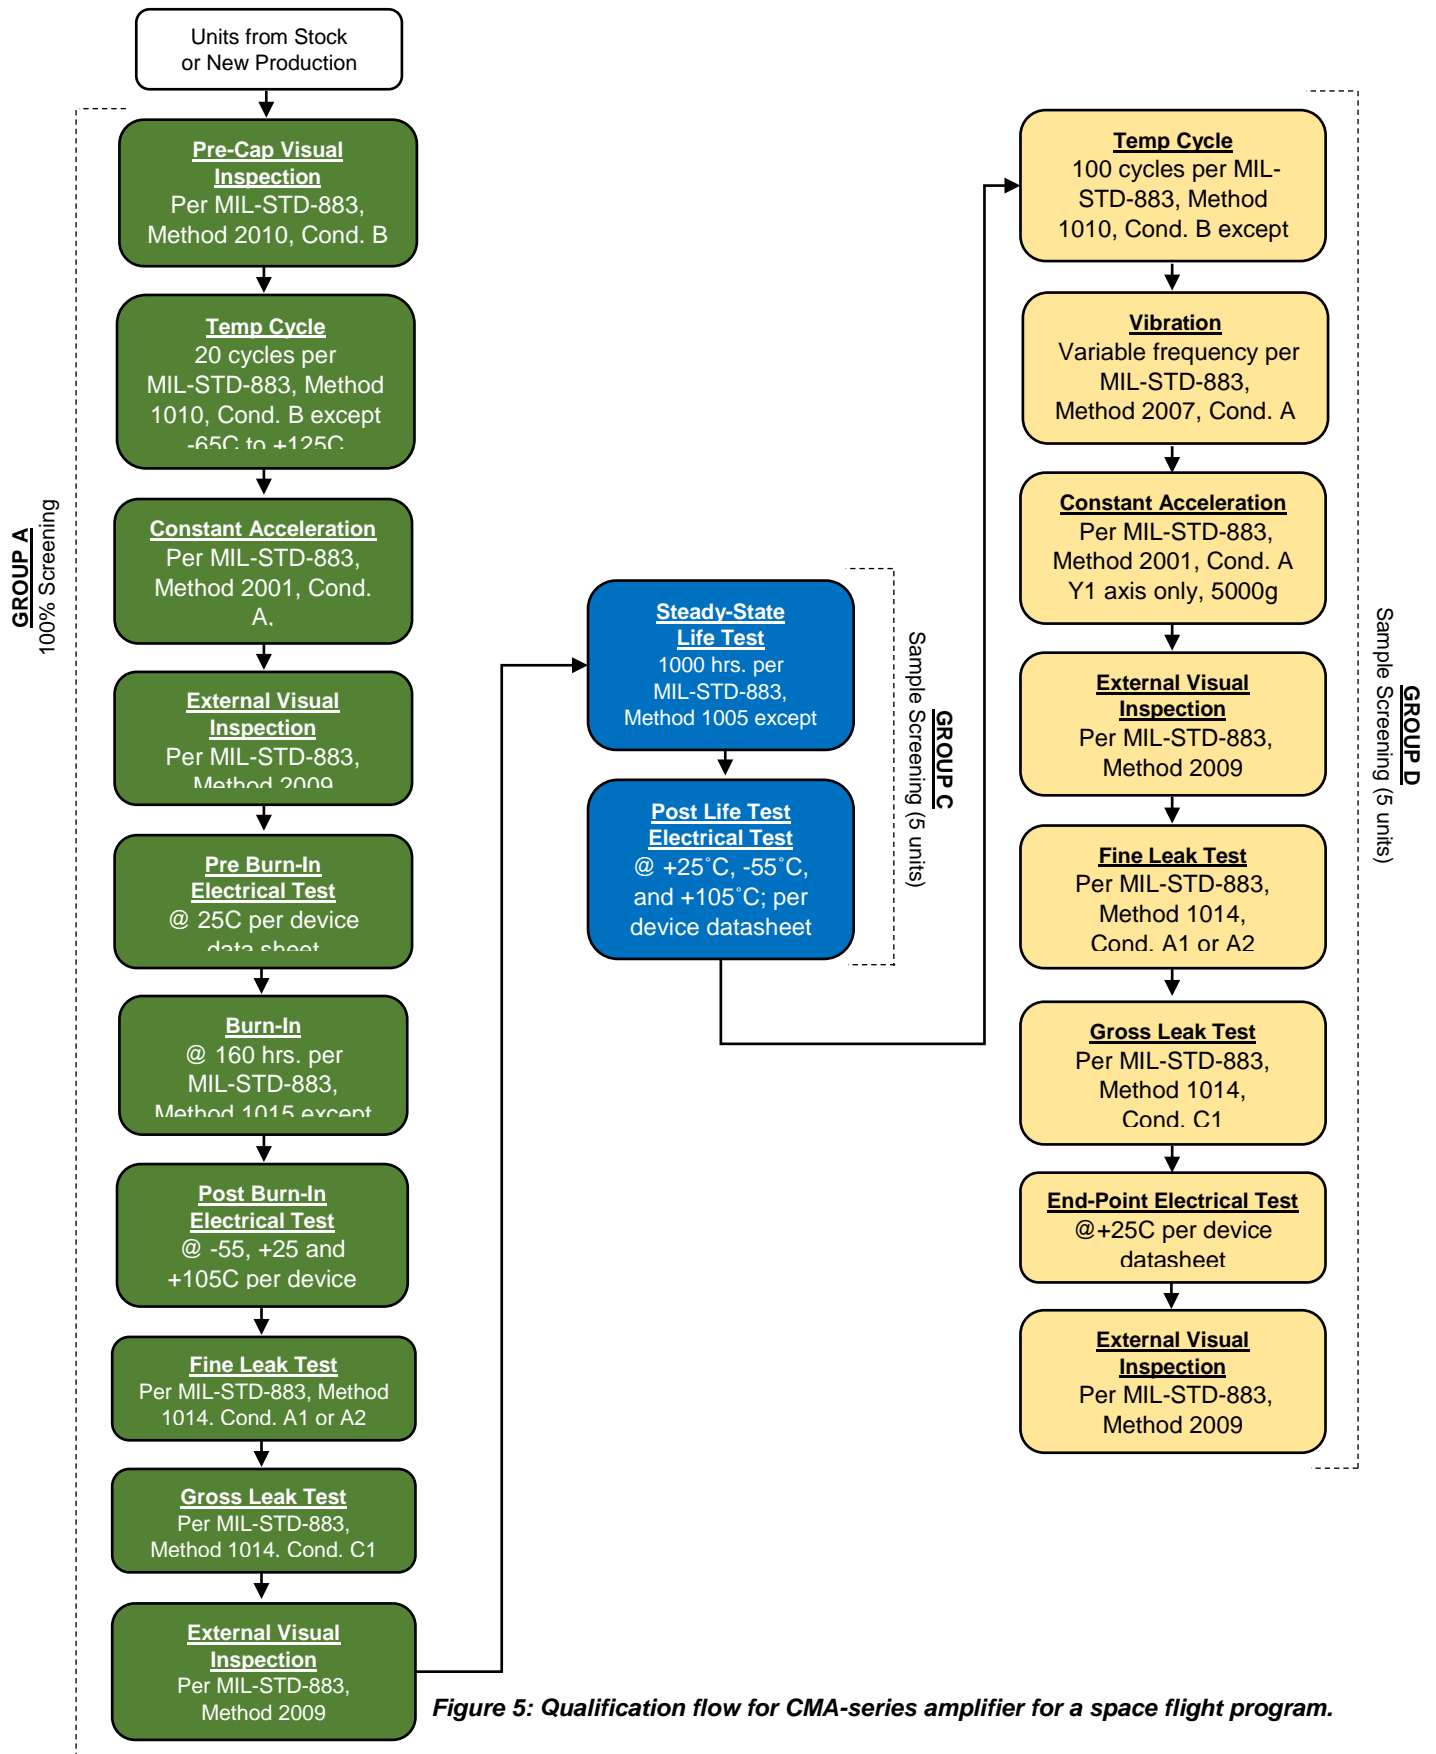 Units from Stock
or New Production
GROUP A
100% Screening
Pre-Cap Visual
Inspection
Per MIL-STD-883,
Method 2010, Cond. B
Temp Cycle
20 cycles per
MIL-STD-883, Method
1010, Cond. B except
-65C to +125C
Constant Acceleration
Per MIL-STD-883,
Method 2001, Cond.
A,
External Visual
Inspection
Per MIL-STD-883,
Method 2009
Pre Burn-In
Electrical Test
@ 25C per device
data sheet
Burn-In
@ 160 hrs. per
MIL-STD-883,
Method 1015 except
Post Burn-In
Electrical Test
@ -55, +25 and
+105C per device
Fine Leak Test
Per MIL-STD-883, Method
1014. Cond. A1 or A2
Gross Leak Test
Per MIL-STD-883,
Method 1014. Cond. C1
External Visual
Inspection
Per MIL-STD-883,
Method 2009
Steady-State
Life Test
1000 hrs. per
MIL-STD-883,
Method 1005 except
Post Life Test
Electrical Test
@ +25˚C, -55˚C,
and +105˚C; per
device datasheet
GROUP C
Sample Screening (5 units)
Temp Cycle
100 cycles per MIL-
STD-883, Method
1010, Cond. B except
Vibration
Variable frequency per
MIL-STD-883,
Method 2007, Cond. A
Constant Acceleration
Per MIL-STD-883,
Method 2001, Cond. A
Y1 axis only, 5000g
External Visual
Inspection
Per MIL-STD-883,
Method 2009
Fine Leak Test
Per MIL-STD-883,
Method 1014,
Cond. A1 or A2
Gross Leak Test
Per MIL-STD-883,
Method 1014,
Cond. C1
End-Point Electrical Test
@+25C per device
datasheet
External Visual
Inspection
Per MIL-STD-883,
Method 2009
GROUP D
Sample Screening (5 units)
Figure 5: Qualification flow for CMA-series amplifier for a space flight program.